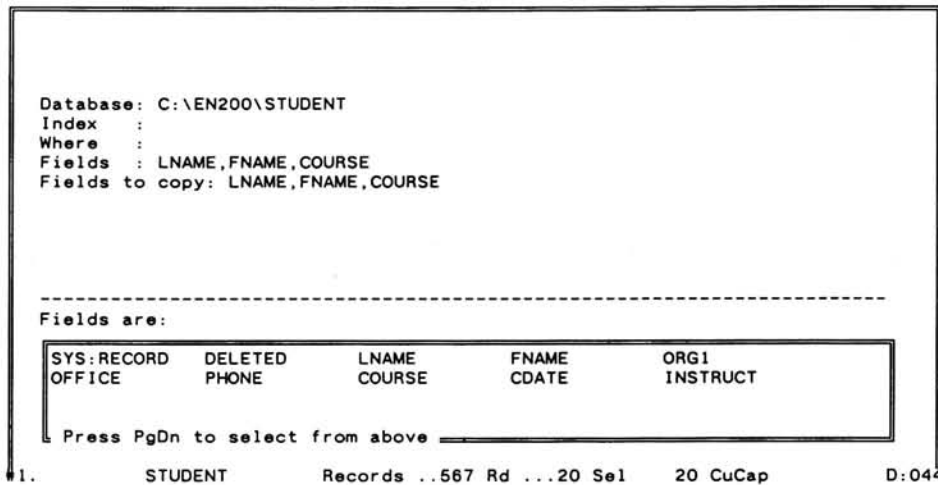 Database: C:\EN200\STUDENT
Index   :
Where   :
Fields  : LNAME,FNAME,COURSE
Fields to copy: LNAME,FNAME,COURSE
Fields are:
SYS:RECORD   DELETED   LNAME   FNAME   ORG1
OFFICE   PHONE   COURSE   CDATE   INSTRUCT
Press PgDn to select from above
#1.   STUDENT   Records ..567 Rd ...20 Sel   20 CuCap   D:044